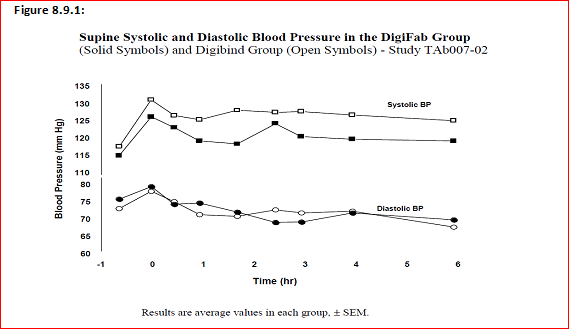 Figure 8.9.1:
Supine Systolic and Diastolic Blood Pressure in the DigiFab Group
(Solid Symbols) and Digibind Group (Open Symbols) - Study TAb007-02
135
130
125
120
115
110
Systolic BP
80
75
70
65
60
Diastolic BP
Blood Pressure (mm Hg)
-1 0 1 2 3 4 5 6
Time (hr)
Results are average values in each group, ± SEM.